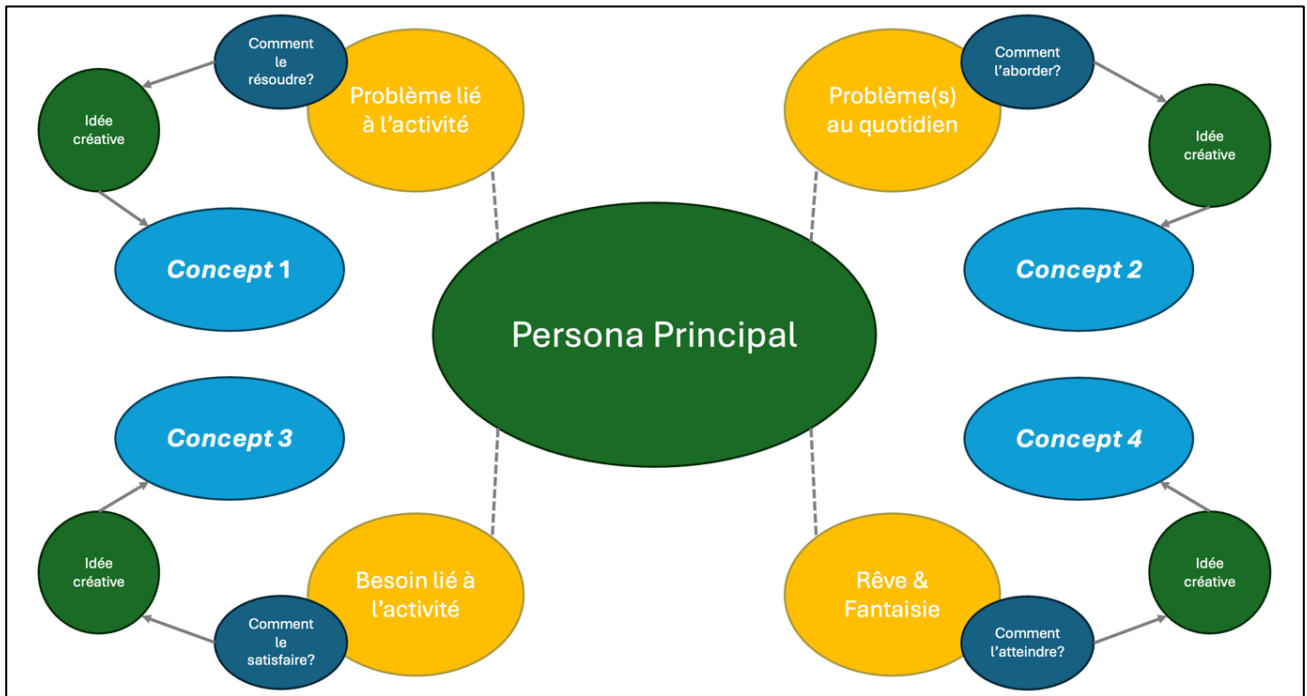 Comment
le
résoudre?
Problème lié
à l’activité
Idée
créative
Concept 1
Problème(s)
au quotidien
Comment
l’aborder?
Idée
créative
Concept 2
Persona Principal
Concept 3
Idée
créative
Besoin lié à
l’activité
Comment
le
satisfaire?
Concept 4
Rêve &
Fantaisie
Idée
créative
Comment
l’atteindre?